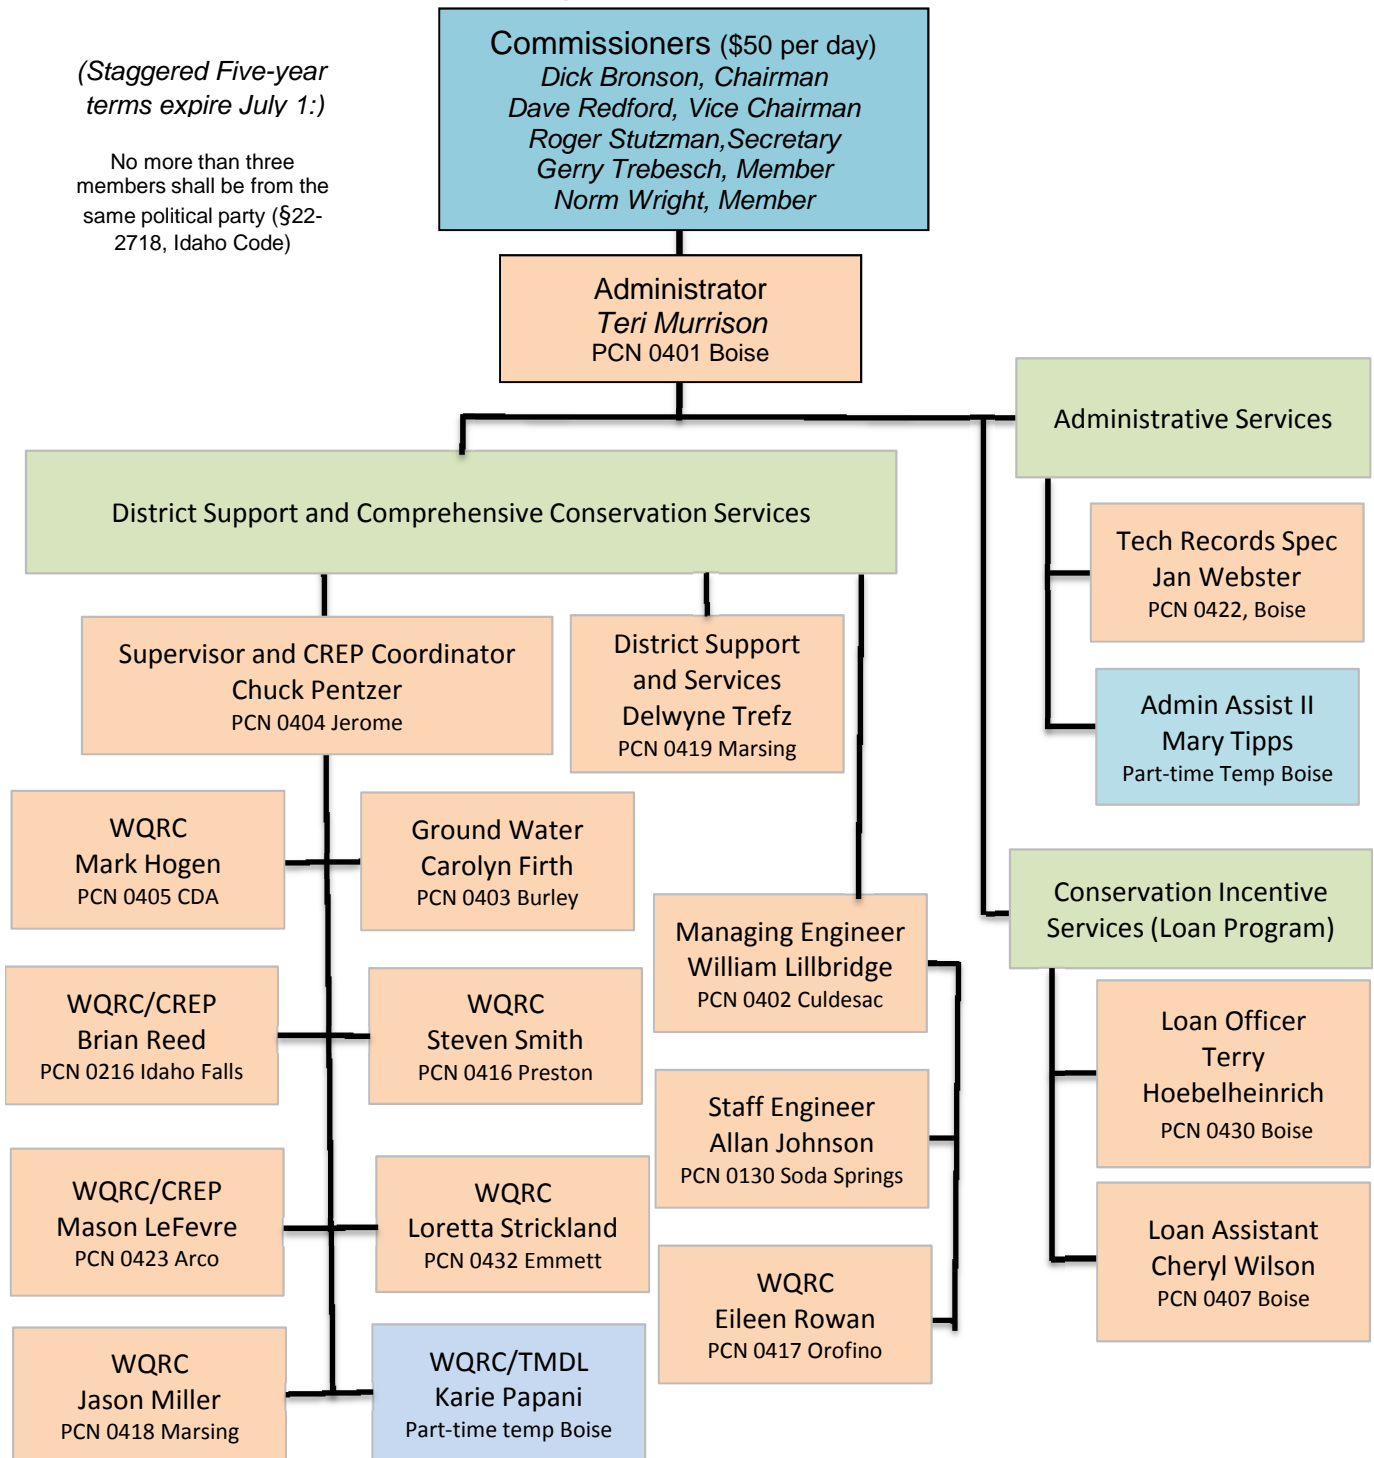 (Staggered Five-year
terms expire July 1:)
No more than three
members shall be from the
same political party (§22-
2718, Idaho Code)
Commissioners ($50 per day)
Dick Bronson, Chairman
Dave Redford, Vice Chairman
Roger Stutzman,Secretary
Gerry Trebesch, Member
Norm Wright, Member
Administrator
Teri Murrison
PCN 0401 Boise
Administrative Services
Tech Records Spec
Jan Webster
PCN 0422, Boise
Admin Assist II
Mary Tipps
Part-time Temp Boise
Conservation Incentive
Services (Loan Program)
Loan Officer
Terry
Hoebelheinrich
PCN 0430 Boise
Loan Assistant
Cheryl Wilson
PCN 0407 Boise
District Support and Comprehensive Conservation Services
Supervisor and CREP Coordinator
Chuck Pentzer
PCN 0404 Jerome
District Support
and Services
Delwyne Trefz
PCN 0419 Marsing
WQRC
Mark Hogen
PCN 0405 CDA
Ground Water
Carolyn Firth
PCN 0403 Burley
WQRC/CREP
Brian Reed
PCN 0216 Idaho Falls
WQRC
Steven Smith
PCN 0416 Preston
WQRC/CREP
Mason LeFevre
PCN 0423 Arco
WQRC
Loretta Strickland
PCN 0432 Emmett
WQRC
Jason Miller
PCN 0418 Marsing
WQRC/TMDL
Karie Papani
Part-time temp Boise
Managing Engineer
William Lillbridge
PCN 0402 Culdesac
Staff Engineer
Allan Johnson
PCN 0130 Soda Springs
WQRC
Eileen Rowan
PCN 0417 Orofino